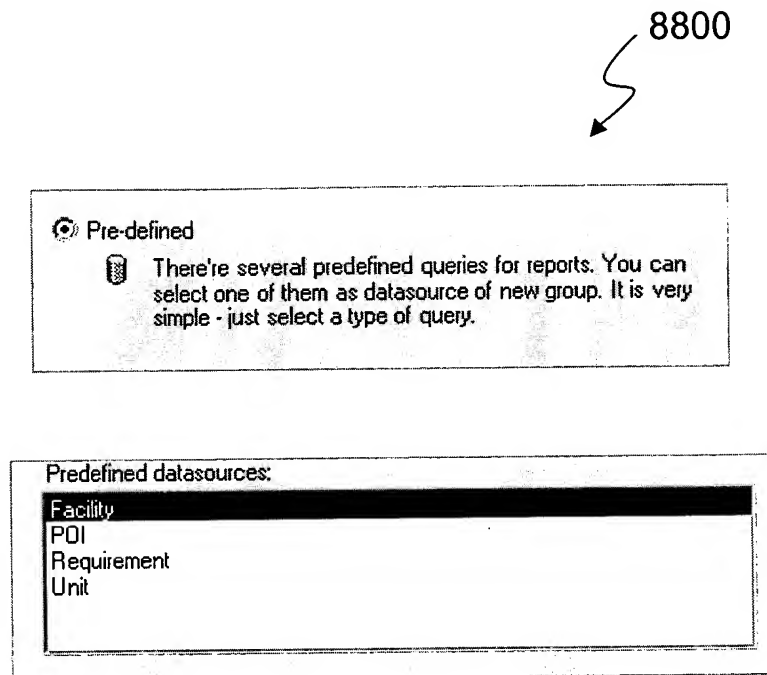 8800
Pre-defined
There're several predefined queries for reports. You can
select one of them as datasource of new group. It is very
simple - just select a type of query.
Predefined datasources:
Facility
POI
Requirement
Unit